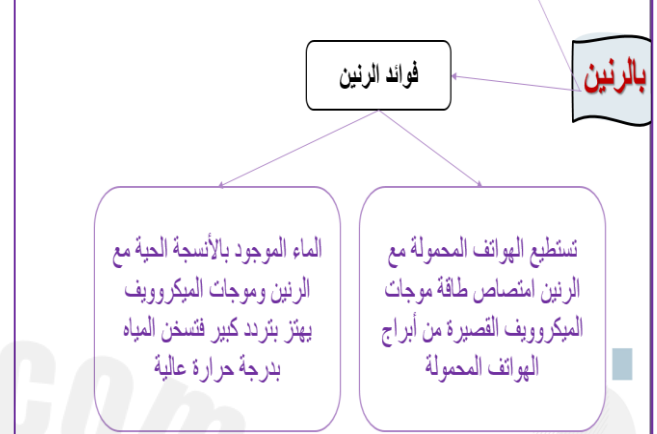 بالرنين
فوائد الرنين
تستطيع الهواتف المحمولة مع
الرنين امتصاص طاقة موجات
الميكروويف القصيرة من أبراج
الهواتف المحمولة
الماء الموجود بالأنسجة الحية مع
الرنين وموجات الميكروويف
يهتز بتردد كبير فتسخن المياه
بدرجة حرارة عالية